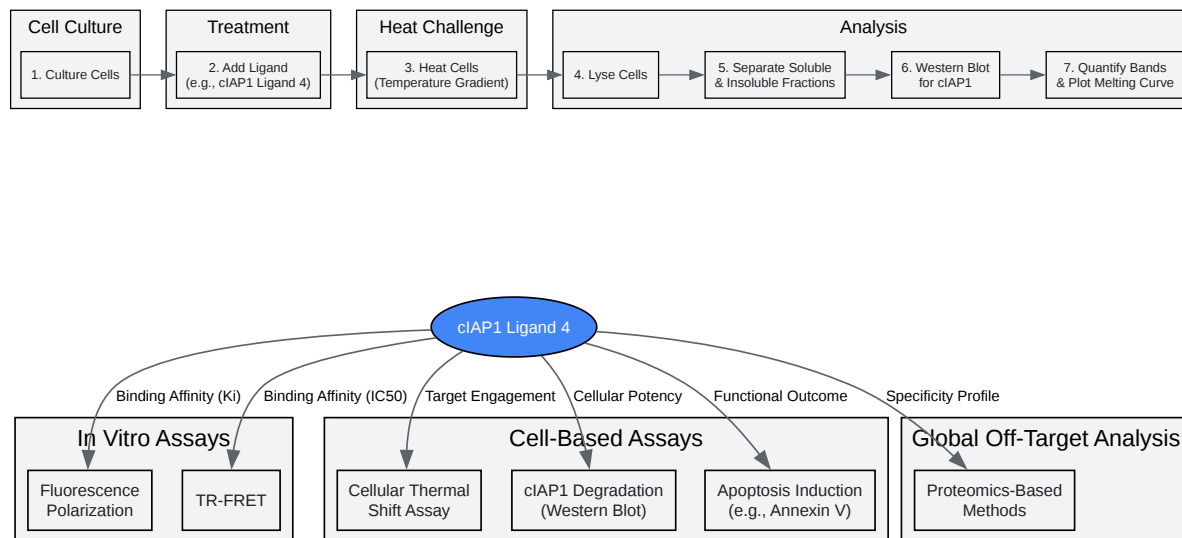 Cell Culture
Treatment
Heat Challenge
Analysis
1. Culture Cells
2. Add Ligand
(e.g., cIAP1 Ligand 4)
3. Heat Cells
(Temperature Gradient)
4. Lyse Cells
5. Separate Soluble
& Insoluble Fractions
6. Western Blot
for cIAP1
7. Quantify Bands
& Plot Melting Curve
cIAP1 Ligand 4
Binding Affinity (Ki)
Binding Affinity (IC50)
Target Engagement
Cellular Potency
Functional Outcome
Specificity Profile
In Vitro Assays
Cell-Based Assays
Global Off-Target Analysis
Fluorescence
Polarization
TR-FRET
Cellular Thermal
Shift Assay
cIAP1 Degradation
(Western Blot)
Apoptosis Induction
(e.g., Annexin V)
Proteomics-Based
Methods